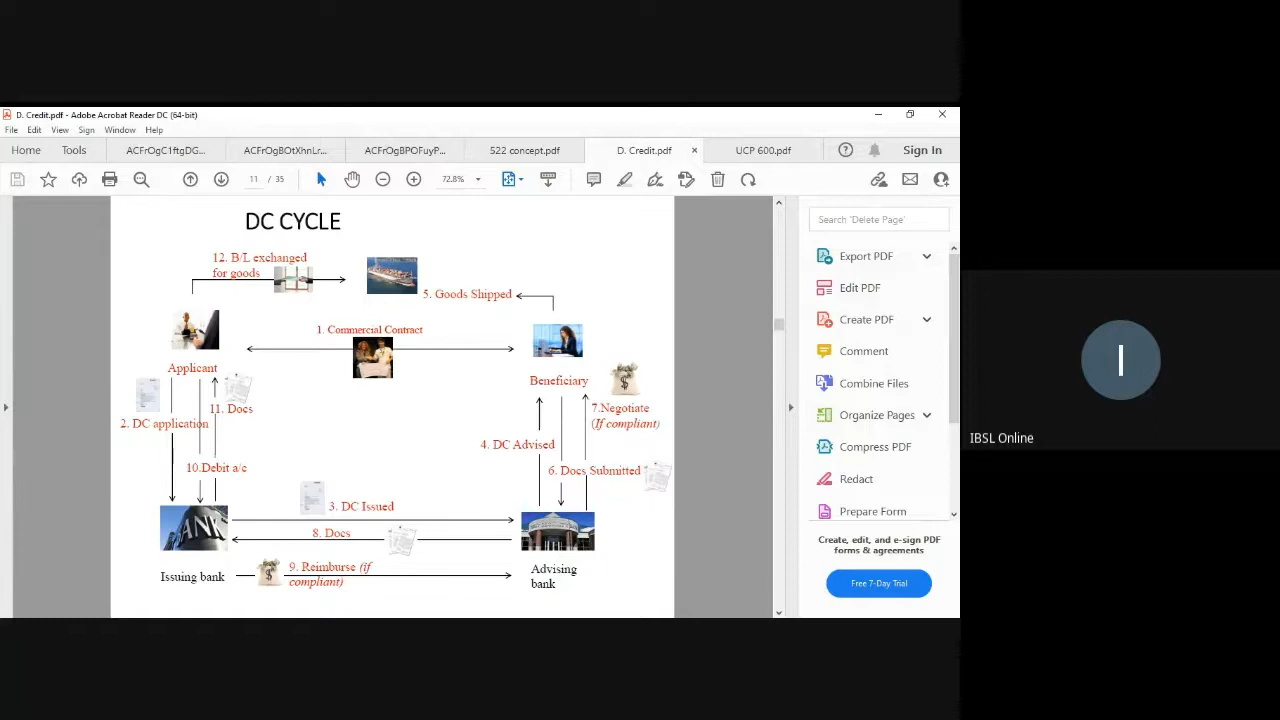 D. Credit.pdf - Adobe Acrobat Reader DC (64-bit)
File Edit View Sign Window Help
Home Tools ACFrOgC1ftgDG... ACFrOgBOtXhnLr... ACFrOgBPOFuyP... 522 concept.pdf D. Credit.pdf × UCP 600.pdf Sign In
11 / 35 72.8%
DC CYCLE
12. B/L exchanged
for goods
5. Goods Shipped
1. Commercial Contract
Applicant
Beneficiary
11. Docs
2. DC application
7.Negotiate
(If compliant)
4. DC Advised
10.Debit a/c
6. Docs Submitted
BANK
3. DC Issued
8. Docs
9. Reimburse (if
compliant)
Issuing bank
Advising
bank
Search 'Delete Page'
Export PDF
Edit PDF
Create PDF
Comment
Combine Files
Organize Pages
Compress PDF
Redact
Prepare Form
Create, edit, and e-sign PDF
forms & agreements
Free 7-Day Trial
I
IBSL Online